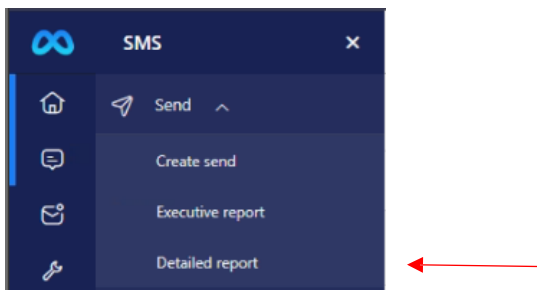 SMS
Send
Create send
Executive report
Detailed report